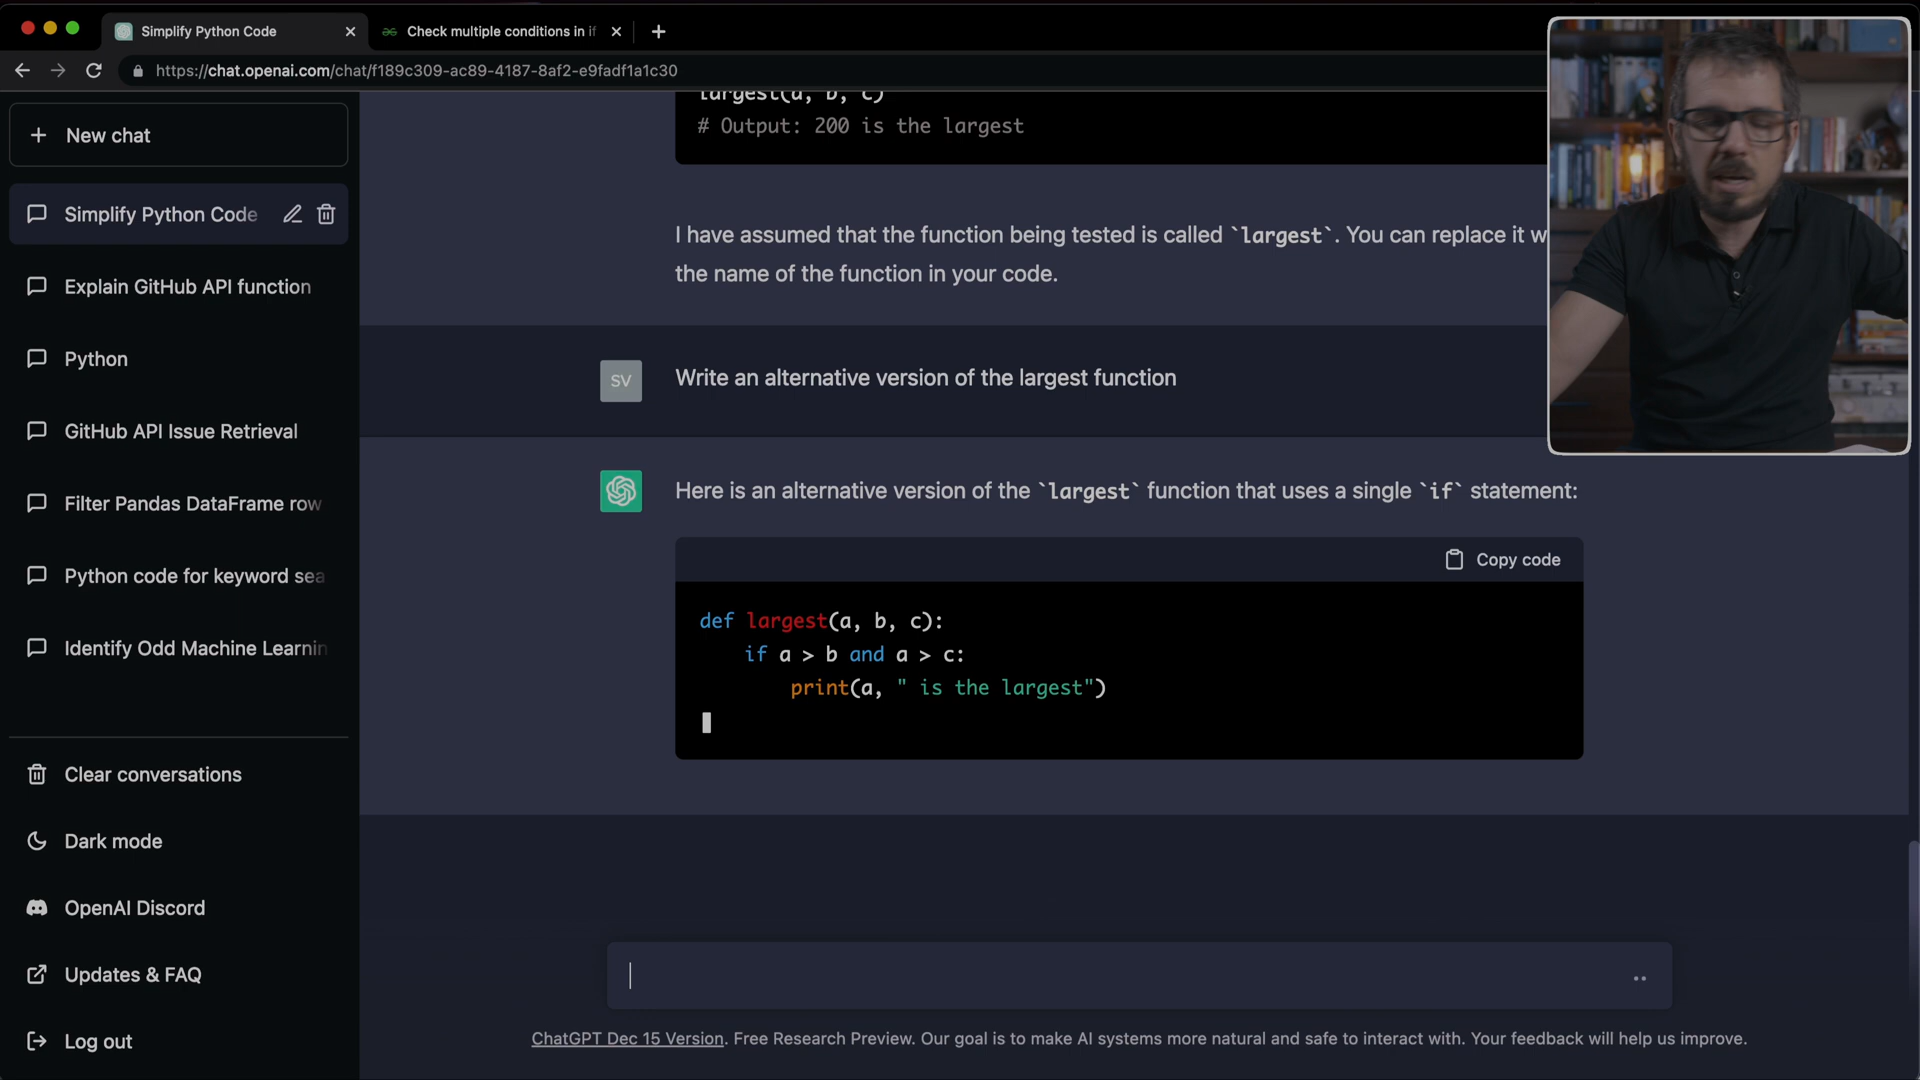 Simplify Python Code
Check multiple conditions in if
https://chat.openai.com/chat/f189c309-ac89-4187-8af2-e9fadf1a1c30
New chat
Simplify Python Code
Explain GitHub API function
Python
GitHub API Issue Retrieval
Filter Pandas DataFrame row
Python code for keyword sea
Identify Odd Machine Learnin
Clear conversations
Dark mode
OpenAI Discord
Updates & FAQ
Log out
largest(a, b, c)
# Output: 200 is the largest
I have assumed that the function being tested is called `largest`. You can replace it w
the name of the function in your code.
SV
Write an alternative version of the largest function
Here is an alternative version of the `largest` function that uses a single `if` statement:
Copy code
def largest(a, b, c):
if a > b and a > c:
print(a, " is the largest")
ChatGPT Dec 15 Version. Free Research Preview. Our goal is to make AI systems more natural and safe to interact with. Your feedback will help us improve.